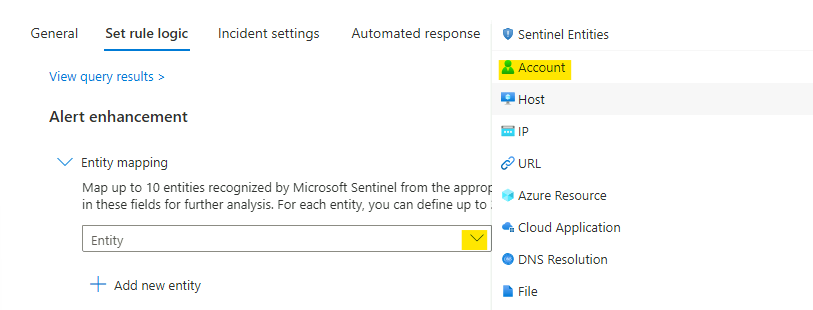 General Set rule logic Incident settings Automated response
View query results >
Alert enhancement
Entity mapping
Map up to 10 entities recognized by Microsoft Sentinel from the
in these fields for further analysis. For each entity, you can define up to
Entity
Add new entity
Sentinel Entities
Account
Host
IP
URL
Azure Resource
Cloud Application
DNS Resolution
File